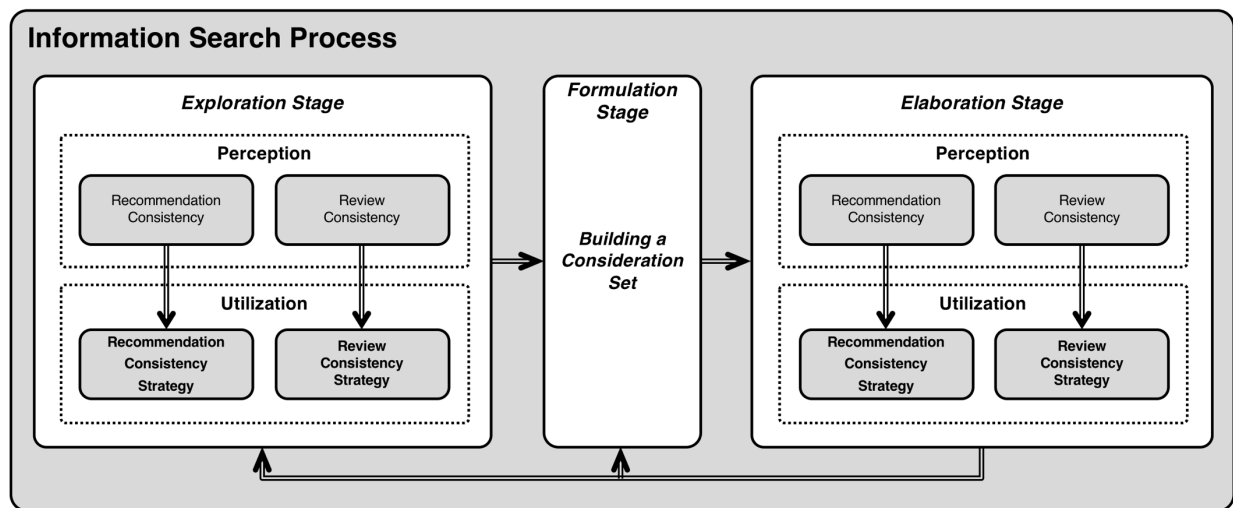 Information Search Process
Exploration Stage
Perception
Recommendation
Consistency
Review
Consistency
Utilization
Recommendation
Consistency
Strategy
Review
Consistency
Strategy
Formulation
Stage
Building a
Consideration
Set
Elaboration Stage
Perception
Recommendation
Consistency
Review
Consistency
Utilization
Recommendation
Consistency
Strategy
Review
Consistency
Strategy